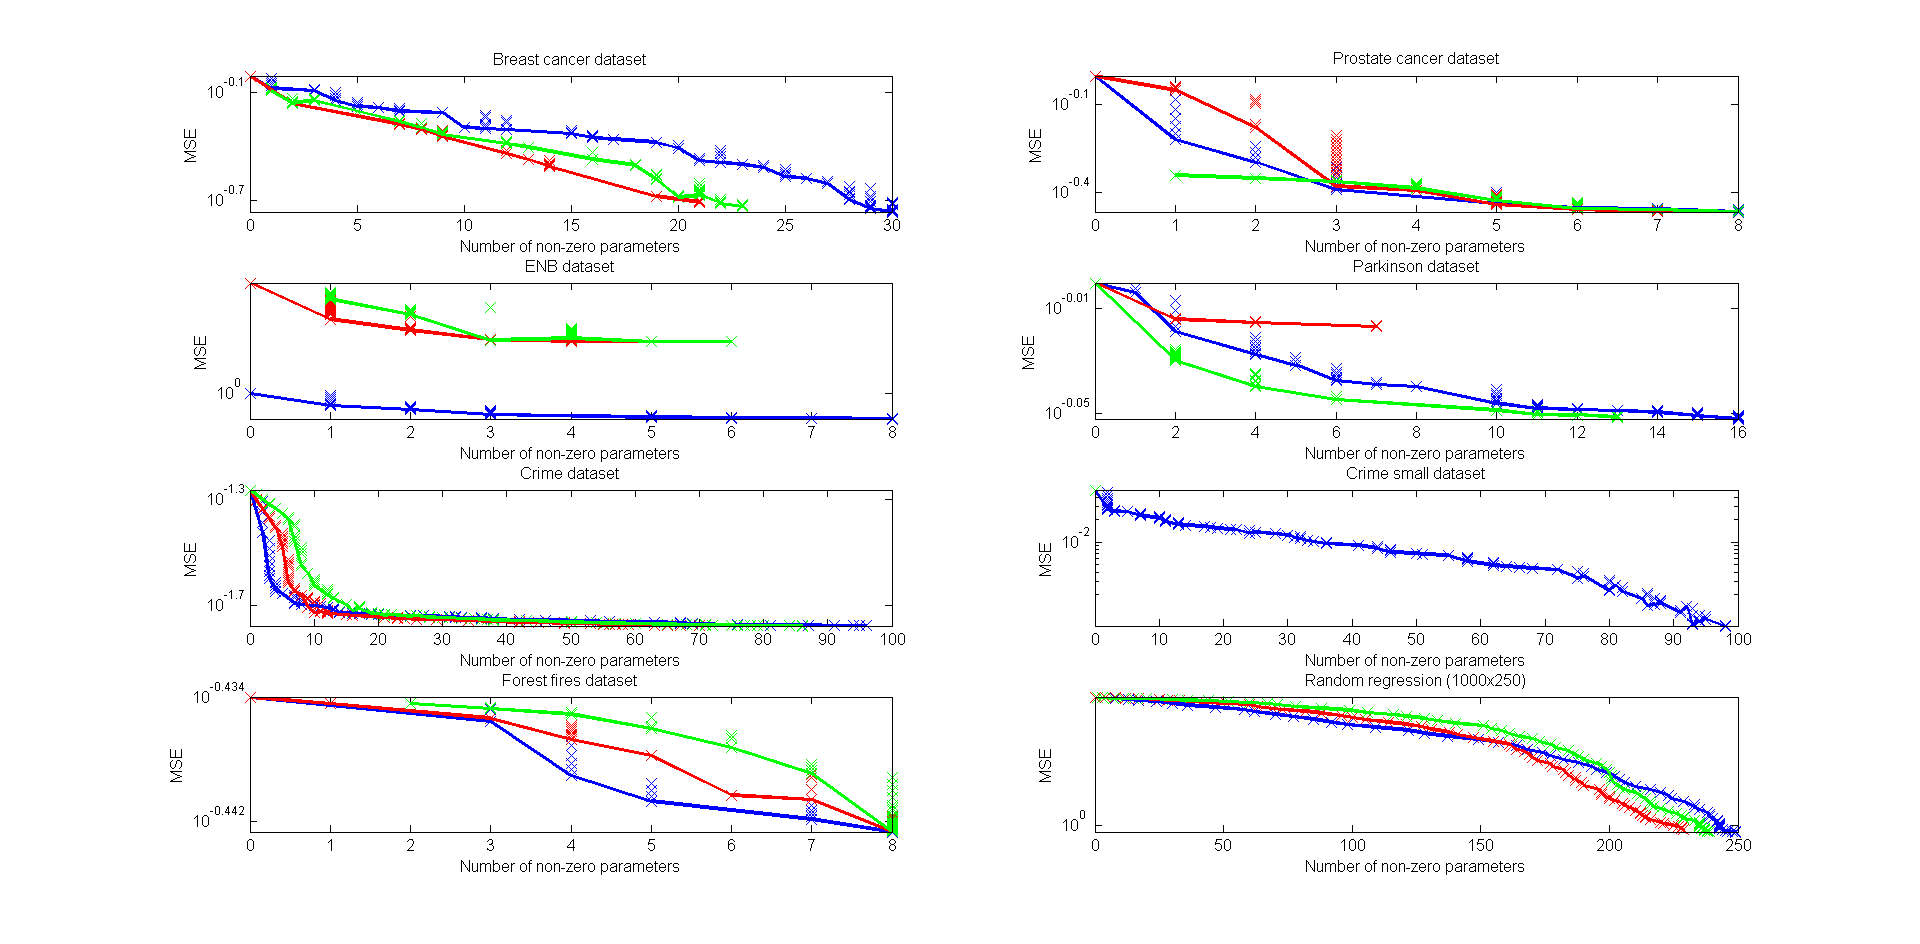 Breast cancer dataset
10^-0.1
MSE
10^-0.7
0 5 10 15 20 25 30
Number of non-zero parameters
Prostate cancer dataset
10^-0.1
MSE
10^-0.4
0 1 2 3 4 5 6 7 8
Number of non-zero parameters
ENB dataset
MSE
10^0
0 1 2 3 4 5 6 7 8
Number of non-zero parameters
Parkinson dataset
10^-0.01
MSE
10^-0.05
0 2 4 6 8 10 12 14 16
Number of non-zero parameters
Crime dataset
10^-1.3
MSE
10^-1.7
0 10 20 30 40 50 60 70 80 90 100
Number of non-zero parameters
Crime small dataset
10^-2
MSE
0 10 20 30 40 50 60 70 80 90 100
Number of non-zero parameters
Forest fires dataset
10^-0.434
MSE
10^-0.442
0 1 2 3 4 5 6 7 8
Number of non-zero parameters
Random regression (1000x250)
MSE
10^0
0 50 100 150 200 250
Number of non-zero parameters